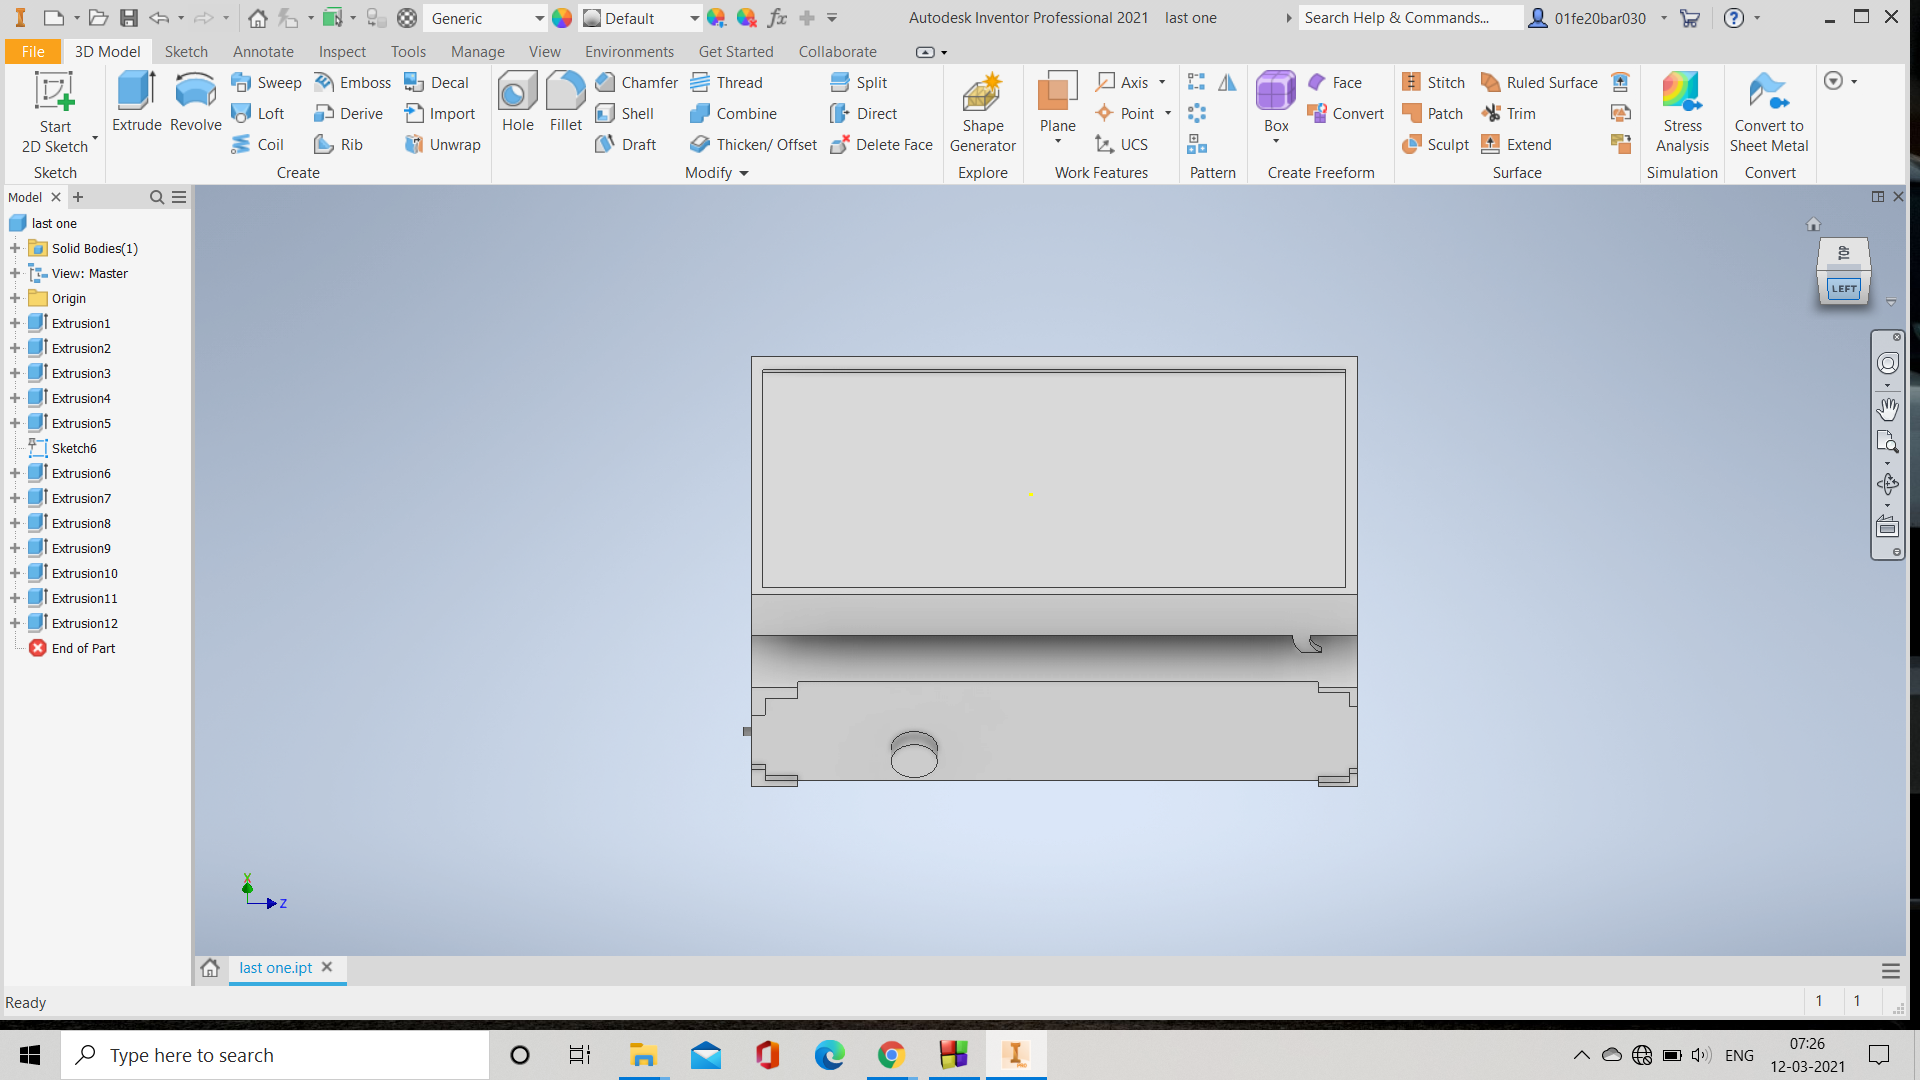 Generic
Default
fx
Autodesk Inventor Professional 2021 last one
Search Help & Commands...
01fe20bar030
File
3D Model
Sketch
Annotate
Inspect
Tools
Manage
View
Environments
Get Started
Collaborate
Start
2D Sketch
Sketch
Extrude
Revolve
Sweep
Loft
Coil
Emboss
Derive
Rib
Decal
Import
Unwrap
Create
Hole
Fillet
Chamfer
Shell
Draft
Thread
Combine
Thicken/ Offset
Split
Direct
Delete Face
Modify
Shape
Generator
Explore
Plane
Axis
Point
UCS
Work Features
Pattern
Box
Face
Convert
Create Freeform
Stitch
Patch
Sculpt
Ruled Surface
Trim
Extend
Surface
Stress
Analysis
Simulation
Convert to
Sheet Metal
Convert
Model
last one
Solid Bodies(1)
View: Master
Origin
Extrusion1
Extrusion2
Extrusion3
Extrusion4
Extrusion5
Sketch6
Extrusion6
Extrusion7
Extrusion8
Extrusion9
Extrusion10
Extrusion11
Extrusion12
End of Part
LEFT
Z
last one.ipt
Ready
1 1
Type here to search
ENG
07:26
12-03-2021